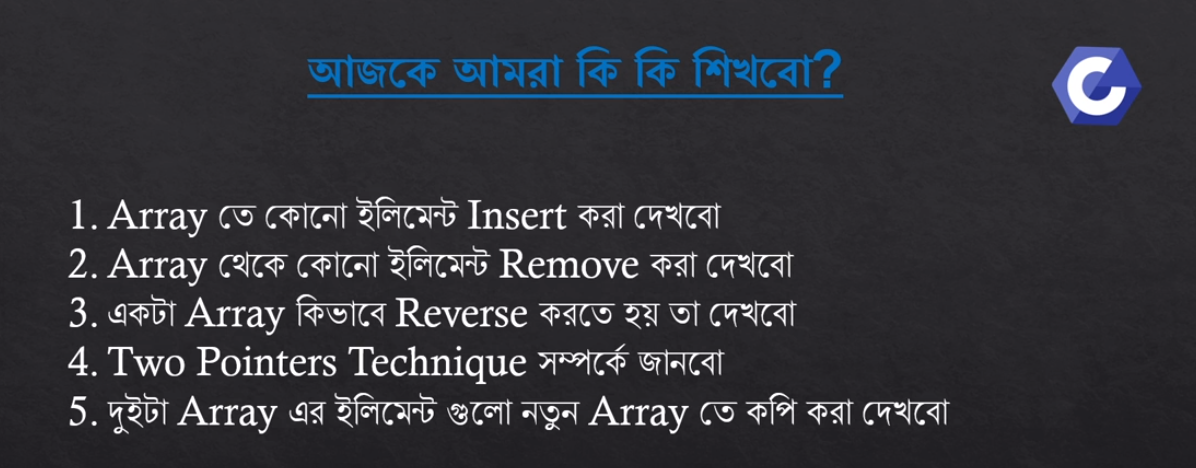 আজকে আমরা কি কি শিখবো?
1. Array তে কোনো ইলিমেন্ট Insert করা দেখবো
2. Array থেকে কোনো ইলিমেন্ট Remove করা দেখবো
3. একটা Array কিভাবে Reverse করতে হয় তা দেখবো
4. Two Pointers Technique সম্পর্কে জানবো
5. দুইটা Array এর ইলিমেন্ট গুলো নতুন Array তে কপি করা দেখবো